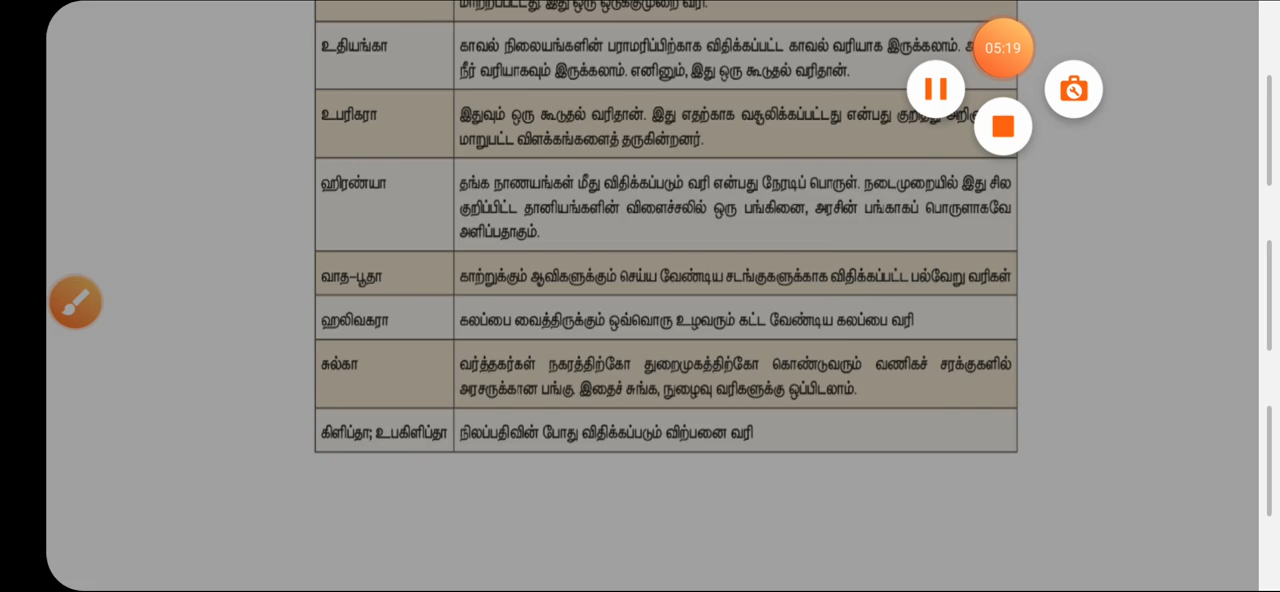 மாற்றப்பட்டது. இது ஒரு ஒடுக்குமுறை வரி.
உதியங்கா
காவல் நிலையங்களின் பராமரிப்பிற்காக விதிக்கப்பட்ட காவல் வரியாக இருக்கலாம்.
நீர் வரியாகவும் இருக்கலாம். எனினும், இது ஒரு கூடுதல் வரிதான்.
உபரிகரா
இதுவும் ஒரு கூடுதல் வரிதான். இது எதற்காக வசூலிக்கப்பட்டது என்பது குறித்து
மாறுபட்ட விளக்கங்களைத் தருகின்றனர்.
ஹிரண்யா
தங்க நாணயங்கள் மீது விதிக்கப்படும் வரி என்பது நேரடிப் பொருள். நடைமுறையில் இது சில
குறிப்பிட்ட தானியங்களின் விளைச்சலில் ஒரு பங்கினை, அரசின் பங்காகப் பொருளாகவே
அளிப்பதாகும்.
வாத–பூதா
காற்றுக்கும் ஆவிகளுக்கும் செய்ய வேண்டிய சடங்குகளுக்காக விதிக்கப்பட்ட பல்வேறு வரிகள்
ஹலிவகரா
கலப்பை வைத்திருக்கும் ஒவ்வொரு உழவரும் கட்ட வேண்டிய கலப்பை வரி
சுல்கா
வர்த்தகர்கள் நகரத்திற்கோ துறைமுகத்திற்கோ கொண்டுவரும் வணிகச் சரக்குகளில்
அரசருக்கான பங்கு. இதைச் சுங்க, நுழைவு வரிகளுக்கு ஒப்பிடலாம்.
கிளிப்தா; உபகிளிப்தா
நிலப்பதிவின் போது விதிக்கப்படும் விற்பனை வரி
05:19